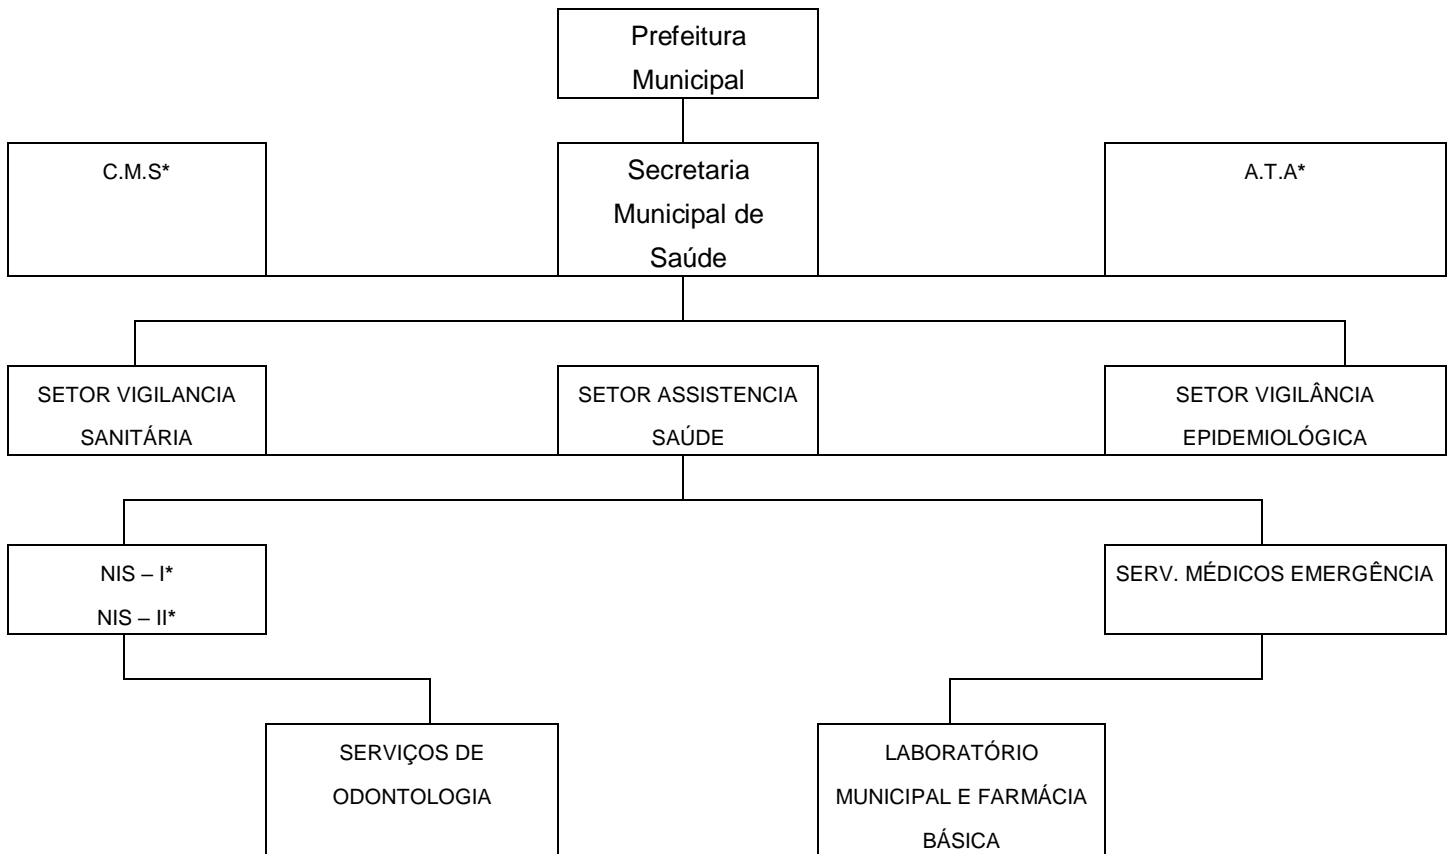 Prefeitura
Municipal
C.M.S*
Secretaria
Municipal de
Saúde
A.T.A*
SETOR VIGILANCIA
SANITÁRIA
SETOR ASSISTENCIA
SAÚDE
SETOR VIGILÂNCIA
EPIDEMIOLÓGICA
NIS – I*
NIS – II*
SERV. MÉDICOS EMERGÊNCIA
SERVIÇOS DE
ODONTOLOGIA
LABORATÓRIO
MUNICIPAL E FARMÁCIA
BÁSICA